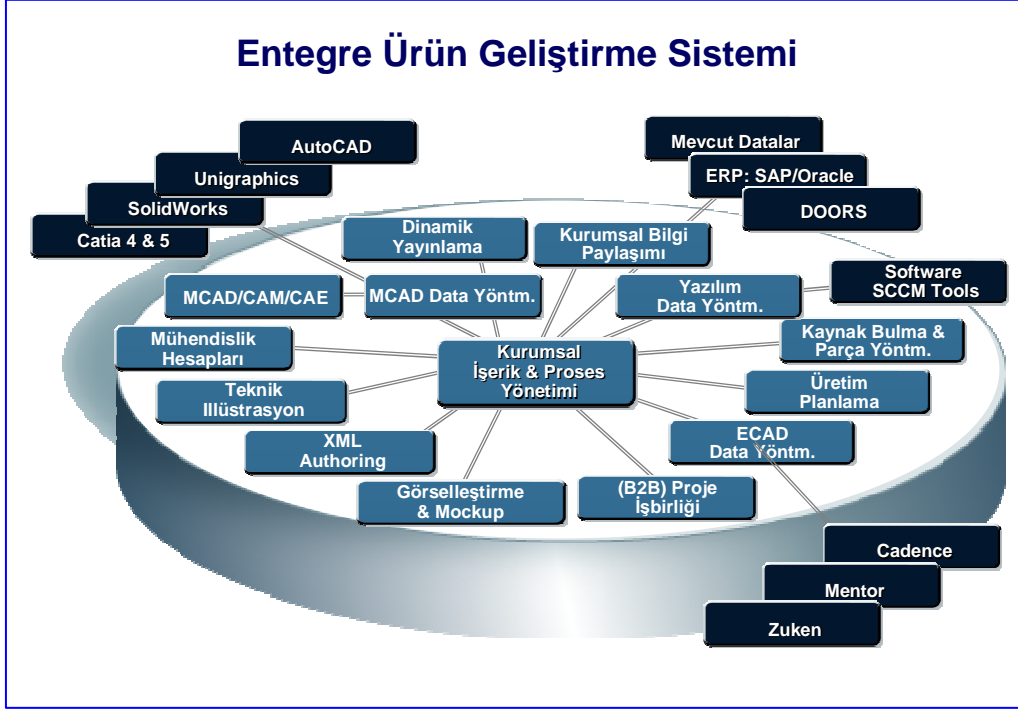 Entegre Ürün Geliştirme Sistemi
AutoCAD
Unigraphics
SolidWorks
Catia 4 & 5
Mevcut Datalar
ERP: SAP/Oracle
DOORS
Dinamik
Yayınlama
Kurumsal Bilgi
Paylaşımı
MCAD/CAM/CAE
MCAD Data Yöntm.
Yazılım
Data Yöntm.
Software
SCCM Tools
Mühendislik
Hesapları
Kurumsal
İşerik & Proses
Yönetimi
Kaynak Bulma &
Parça Yöntm.
Teknik
Illüstrasyon
Üretim
Planlama
XML
Authoring
ECAD
Data Yöntm.
Görselleştirme
& Mockup
(B2B) Proje
İşbirliği
Cadence
Mentor
Zuken